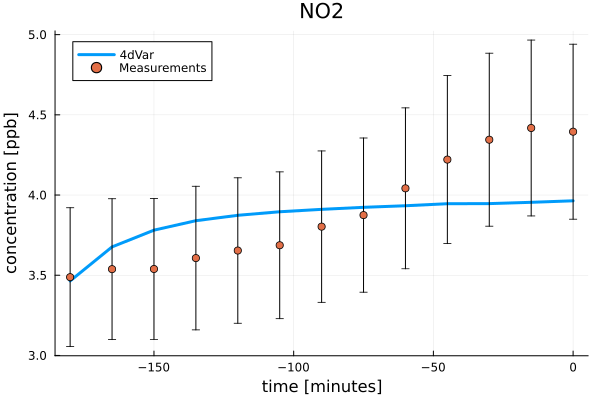 NO2
4dVar
Measurements
concentration [ppb]
5.0
4.5
4.0
3.5
3.0
−150
−100
−50
0
time [minutes]